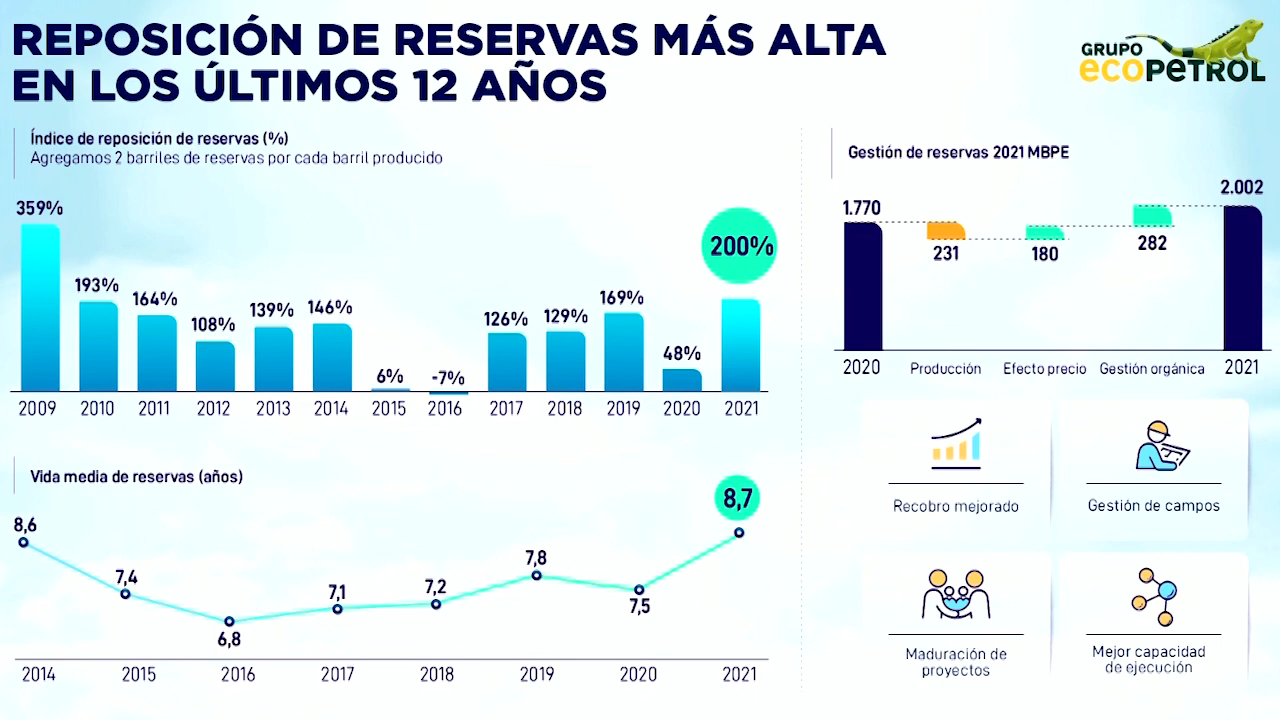 REPOSICIÓN DE RESERVAS MÁS ALTA
EN LOS ÚLTIMOS 12 AÑOS
GRUPO
ecopetrol
Índice de reposición de reservas (%)
Agregamos 2 barriles de reservas por cada barril producido
359%
193%
164%
108%
139%
146%
6%
-7%
126%
129%
169%
48%
200%
2009 2010 2011 2012 2013 2014 2015 2016 2017 2018 2019 2020 2021
Vida media de reservas (años)
8,6
7,4
6,8
7,1
7,2
7,8
7,5
8,7
2014 2015 2016 2017 2018 2019 2020 2021
Gestión de reservas 2021 MBPE
1.770
231
180
282
2.002
2020 Producción Efecto precio Gestión orgánica 2021
Recobro mejorado
Gestión de campos
Maduración de
proyectos
Mejor capacidad
de ejecución